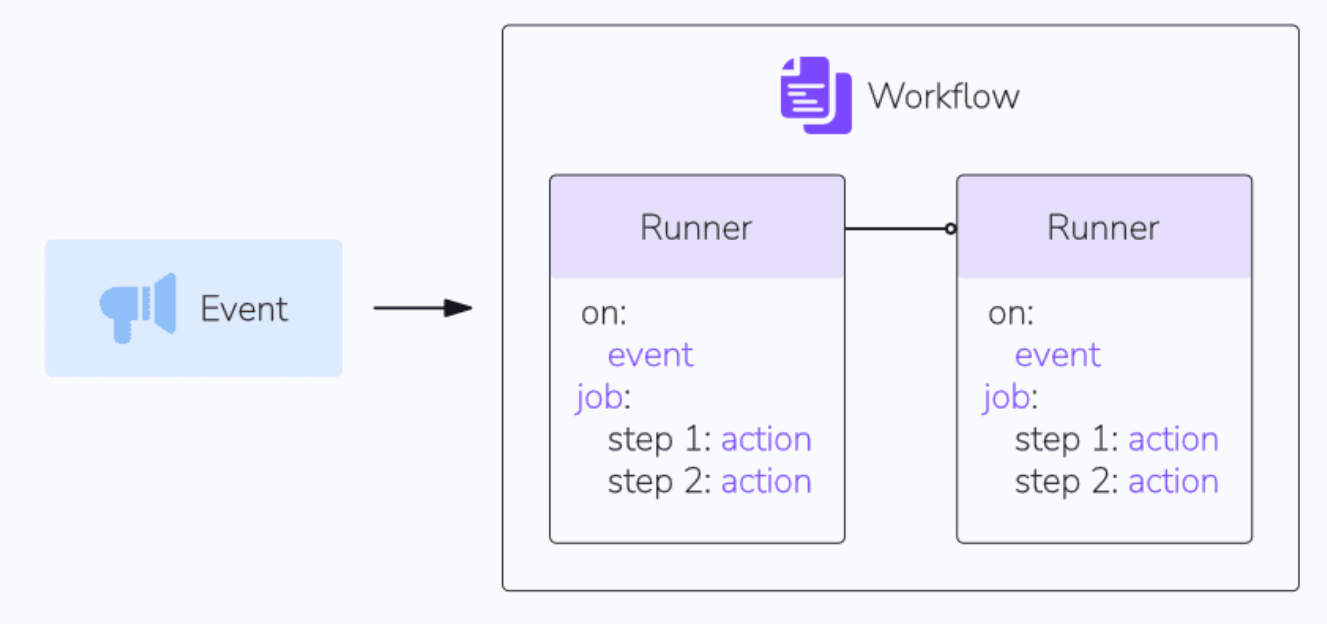 Event
Workflow
Runner
on:
event
job:
step 1: action
step 2: action
Runner
on:
event
job:
step 1: action
step 2: action